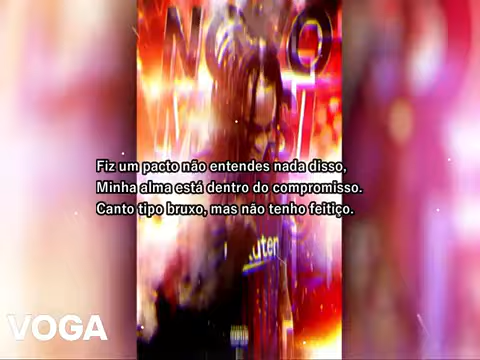 NOVO
Fiz um pacto não entendes nada disso,
Minha alma está dentro do compromisso.
Canto tipo bruxo, mas não tenho feitiço.
VOGA